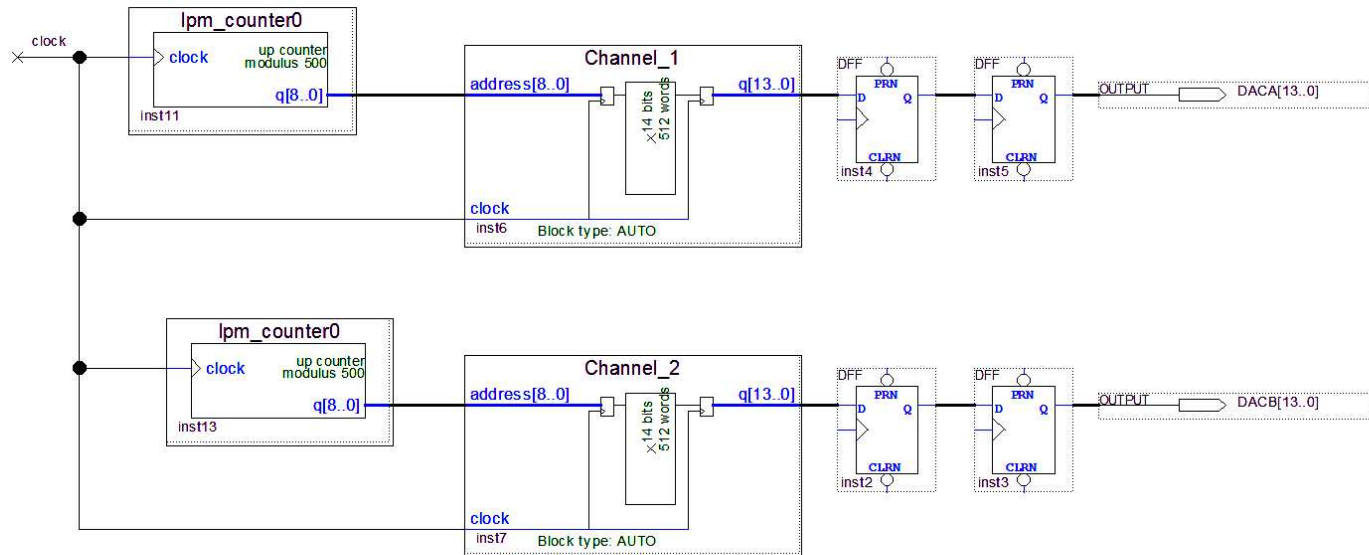 clock
lpm_counter0
clock
up counter
modulus 500
q[8..0]
inst11
Channel_1
address[8..0]
q[13..0]
14 bits
512 words
clock
inst6
Block type: AUTO
DFF
PRN
D
Q
CLRN
inst4
DFF
PRN
D
Q
CLRN
inst5
OUTPUT
DACA[13..0]
lpm_counter0
clock
up counter
modulus 500
q[8..0]
inst13
Channel_2
address[8..0]
q[13..0]
14 bits
512 words
clock
inst7
Block type: AUTO
DFF
PRN
D
Q
CLRN
inst2
DFF
PRN
D
Q
CLRN
inst3
OUTPUT
DACB[13..0]